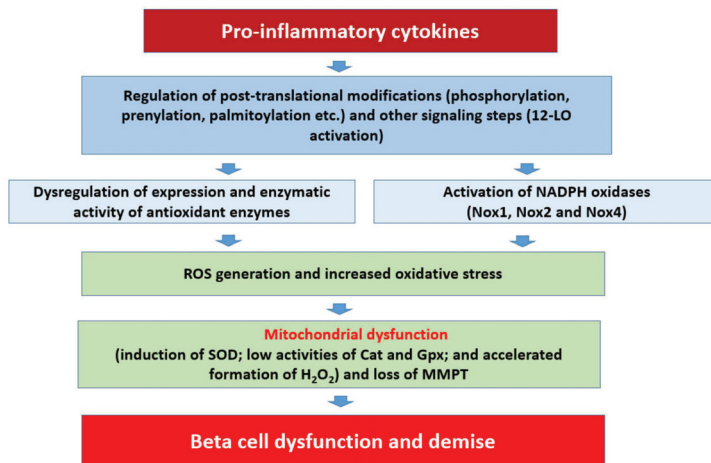 Pro-inflammatory cytokines
Regulation of post-translational modifications (phosphorylation,
prenylation, palmitoylation etc.) and other signaling steps (12-LO
activation)
Dysregulation of expression and enzymatic
activity of antioxidant enzymes
Activation of NADPH oxidases
(Nox1, Nox2 and Nox4)
ROS generation and increased oxidative stress
Mitochondrial dysfunction
(induction of SOD; low activities of Cat and Gpx; and accelerated
formation of H₂O₂) and loss of MMPT
Beta cell dysfunction and demise